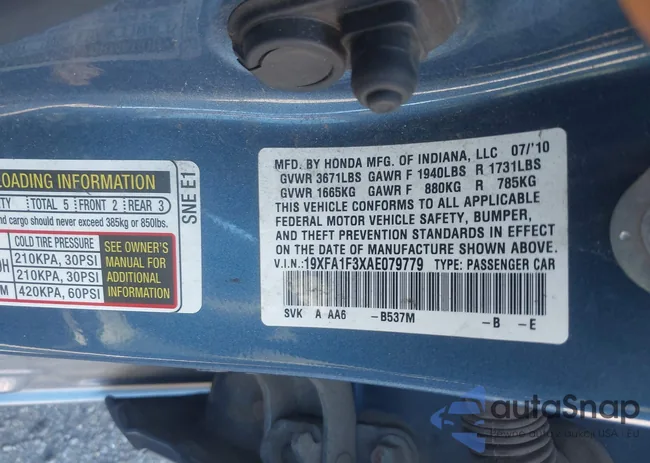 OADING INFORMATION
ITY TOTAL 5 FRONT 2 REAR 3
nd cargo should never exceed 385kg or 850lbs.
COLD TIRE PRESSURE
210KPA, 30PSI
210KPA, 30PSI
420KPA, 60PSI
SEE OWNER'S
MANUAL FOR
ADDITIONAL
INFORMATION
SNE E1
MFD. BY HONDA MFG. OF INDIANA, LLC 07/'10
GVWR 3671LBS GAWR F 1940LBS R 1731LBS
GVWR 1665KG GAWR F 880KG R 785KG
THIS VEHICLE CONFORMS TO ALL APPLICABLE
FEDERAL MOTOR VEHICLE SAFETY, BUMPER,
AND THEFT PREVENTION STANDARDS IN EFFECT
ON THE DATE OF MANUFACTURE SHOWN ABOVE.
V.I.N.: 19XFA1F3XAE079779 TYPE: PASSENGER CAR
SVK A AA6 -B537M -B -E
autoSnap